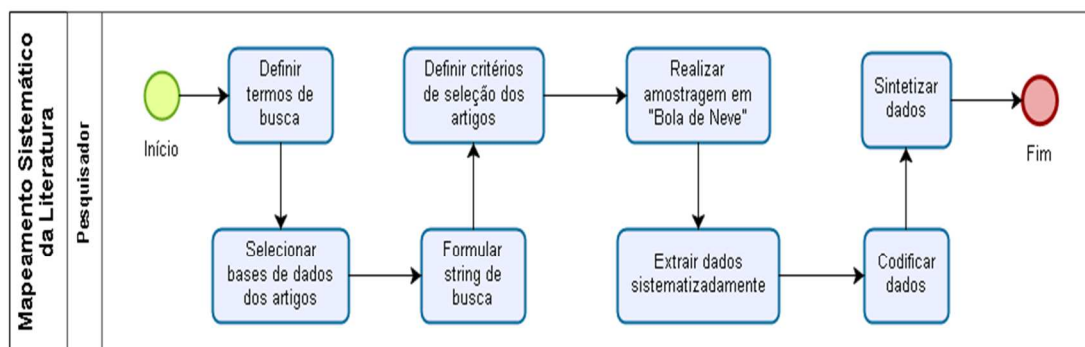 Mapeamento Sistemático
da Literatura
Pesquisador
Início
Definir
termos de
busca
Selecionar
bases de dados
dos artigos
Formular
string de
busca
Definir critérios
de seleção dos
artigos
Realizar
amostragem em
"Bola de Neve"
Extrair dados
sistematizadamente
Codificar
dados
Sintetizar
dados
Fim